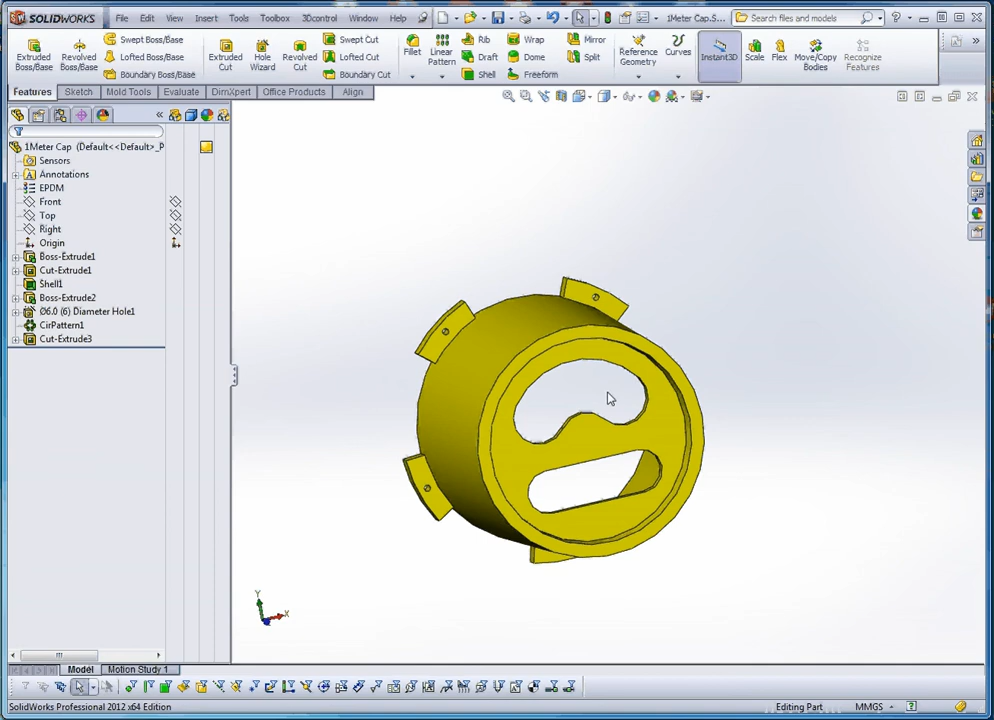 SOLIDWORKS File Edit View Insert Tools Toolbox 3Dcontrol Window Help 1Meter Cap.S... Search files and models
Extruded Boss/Base
Revolved Boss/Base
Swept Boss/Base
Lofted Boss/Base
Boundary Boss/Base
Extruded Cut
Hole Wizard
Revolved Cut
Swept Cut
Lofted Cut
Boundary Cut
Fillet
Linear Pattern
Rib
Draft
Shell
Wrap
Dome
Freeform
Mirror
Split
Reference Geometry
Curves
Instant3D
Scale
Flex
Move/Copy Bodies
Recognize Features
Features Sketch Mold Tools Evaluate DimXpert Office Products Align
1Meter Cap (Default<<Default>_P
Sensors
Annotations
EPDM
Front
Top
Right
Origin
Boss-Extrude1
Cut-Extrude1
Shell1
Boss-Extrude2
Ø6.0 (6) Diameter Hole1
CirPattern1
Cut-Extrude3
Y
X
Model Motion Study 1
SolidWorks Professional 2012 x64 Edition Editing Part MMGS